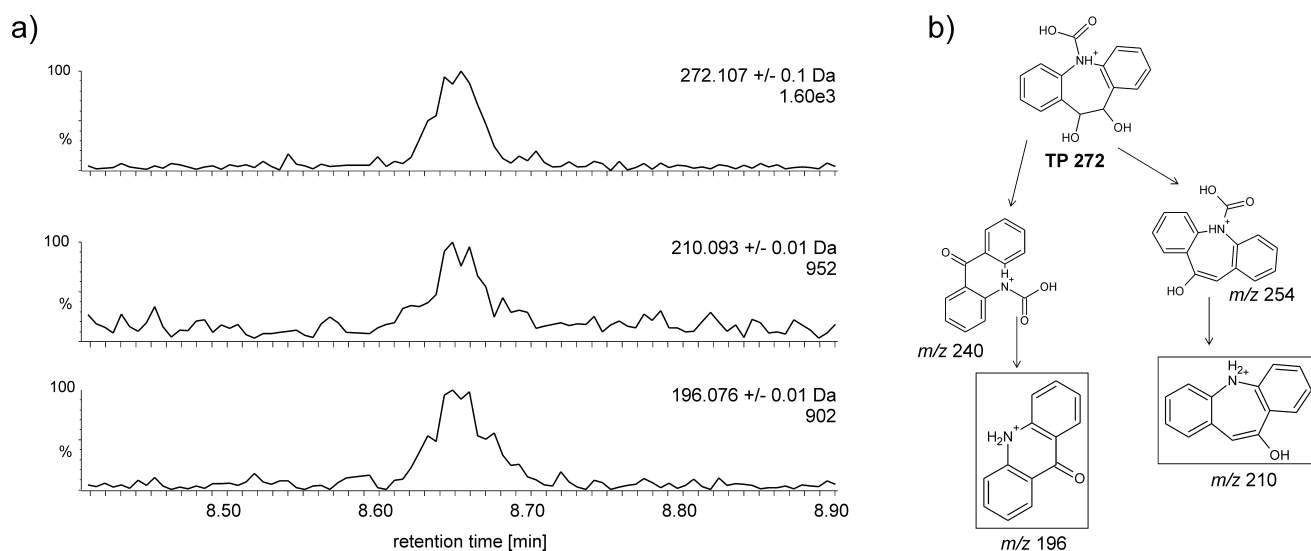 a)
100
%
272.107 +/- 0.1 Da
1.60e3
100
%
210.093 +/- 0.01 Da
952
100
%
196.076 +/- 0.01 Da
902
8.50 8.60 8.70 8.80 8.90
retention time [min]
b)
HO O
NH+
HO OH
TP 272
O H
N+ OH
O
m/z 240
HO O
HN+
HO
m/z 254
H2N+
O
m/z 196
H2+
N
OH
m/z 210